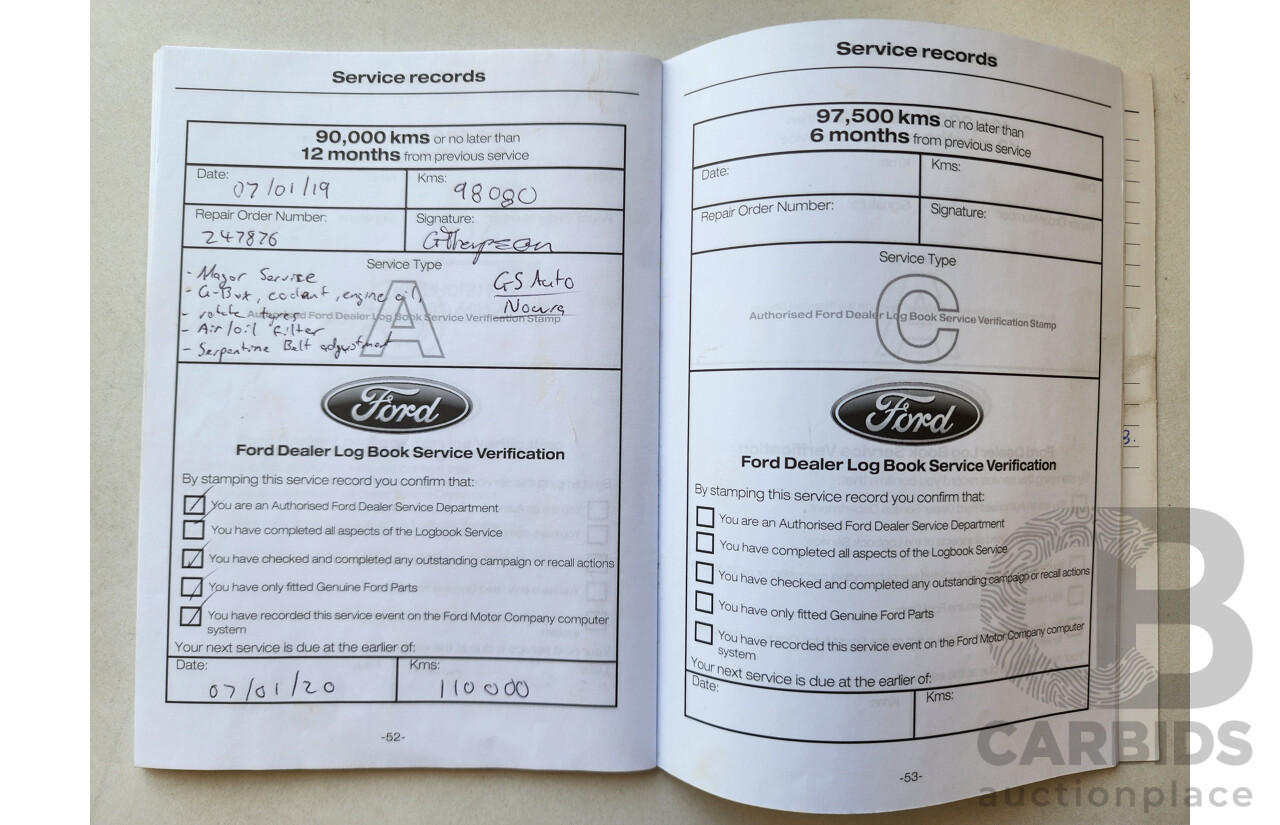 Service records
90,000 kms or no later than
12 months from previous service
Date: 07/01/19
Kms: 98080
Repair Order Number: 247876
Signature:
Service Type
- Major Service
- G-Box, coolant, engine oil,
- rotate tyres
- Air/oil filter
- Serpentine Belt adjustment
GS Auto
Nowra
A
Authorised Ford Dealer Log Book Service Verification Stamp
Ford
Ford Dealer Log Book Service Verification
By stamping this service record you confirm that:
You are an Authorised Ford Dealer Service Department
You have completed all aspects of the Logbook Service
You have checked and completed any outstanding campaign or recall actions
You have only fitted Genuine Ford Parts
You have recorded this service event on the Ford Motor Company computer
system
Your next service is due at the earlier of:
Date: 07/01/20
Kms: 110000
-52-
Service records
97,500 kms or no later than
6 months from previous service
Date:
Kms:
Repair Order Number:
Signature:
Service Type
C
Authorised Ford Dealer Log Book Service Verification Stamp
Ford
Ford Dealer Log Book Service Verification
By stamping this service record you confirm that:
You are an Authorised Ford Dealer Service Department
You have completed all aspects of the Logbook Service
You have checked and completed any outstanding campaign or recall actions
You have only fitted Genuine Ford Parts
You have recorded this service event on the Ford Motor Company computer
system
Your next service is due at the earlier of:
Date:
Kms:
-53-
3.
CB
CARBIDS
auctionplace